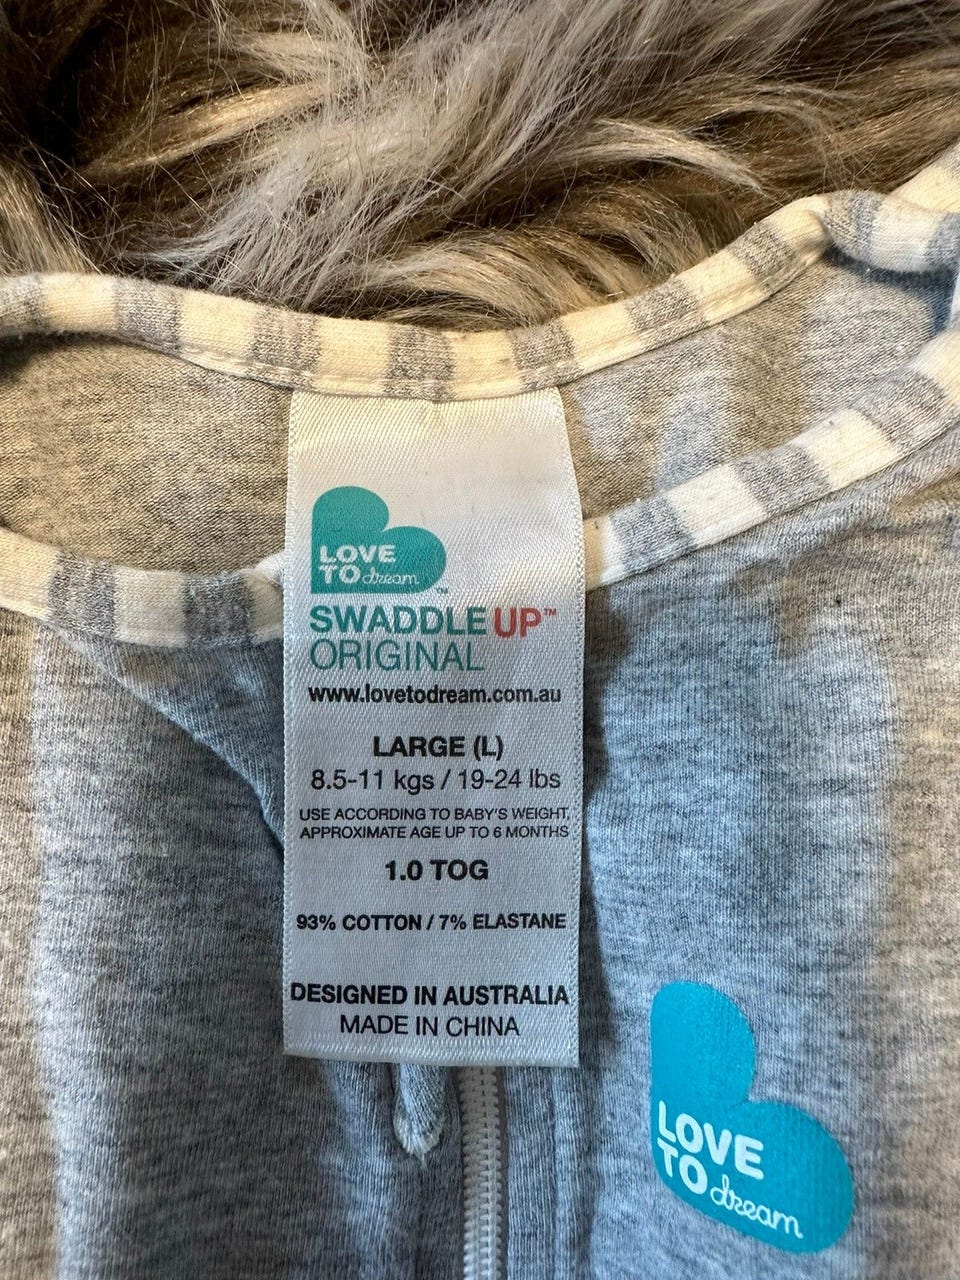 LOVE
TO dream™
SWADDLE UP™
ORIGINAL
www.lovetodream.com.au
LARGE (L)
8.5-11 kgs / 19-24 lbs
USE ACCORDING TO BABY'S WEIGHT,
APPROXIMATE AGE UP TO 6 MONTHS
1.0 TOG
93% COTTON / 7% ELASTANE
DESIGNED IN AUSTRALIA
MADE IN CHINA
LOVE
TO dream